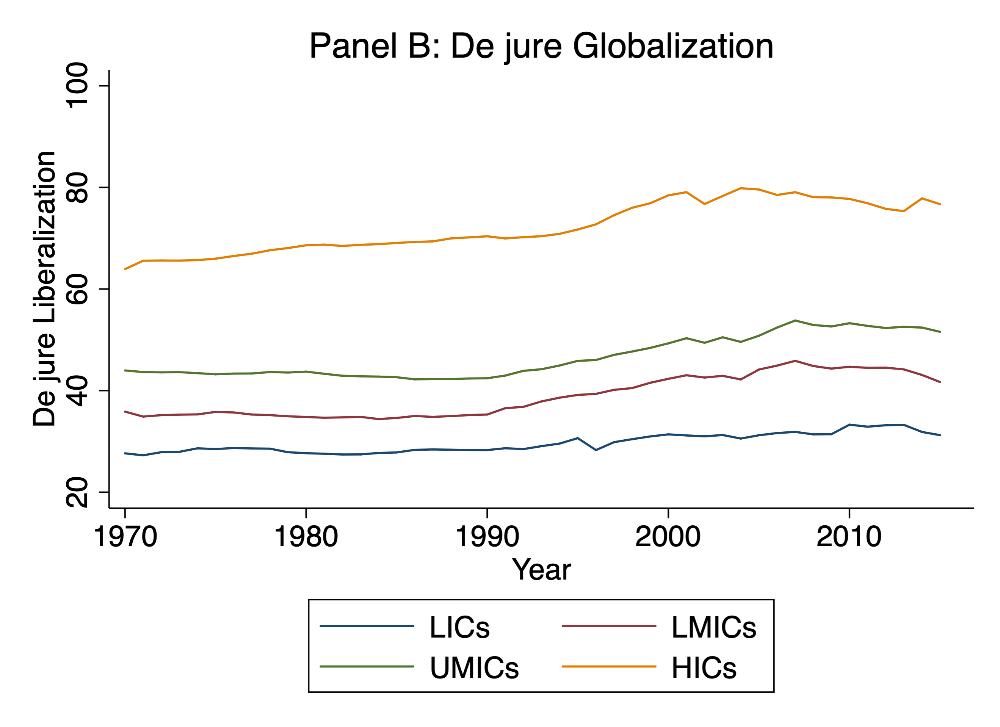 Panel B: De jure Globalization
De jure Liberalization
100
80
60
40
20
1970 1980 1990 2000 2010
Year
LICs LMICs
UMICs HICs